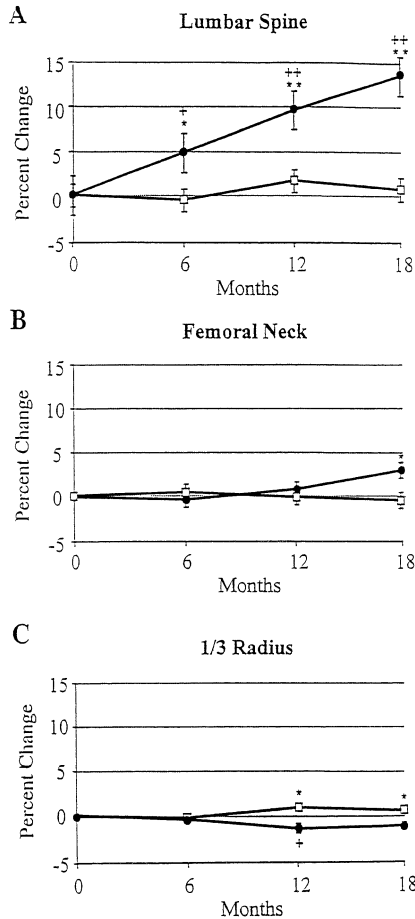 A
Lumbar Spine
Percent Change
15
10
5
0
-5
‡ ‡
* *
‡ ‡
* *
‡
*
0 6 12 18
Months
B
Femoral Neck
Percent Change
15
10
5
0
-5
*
0 6 12 18
Months
C
1/3 Radius
Percent Change
15
10
5
0
-5
* *
‡
0 6 12 18
Months